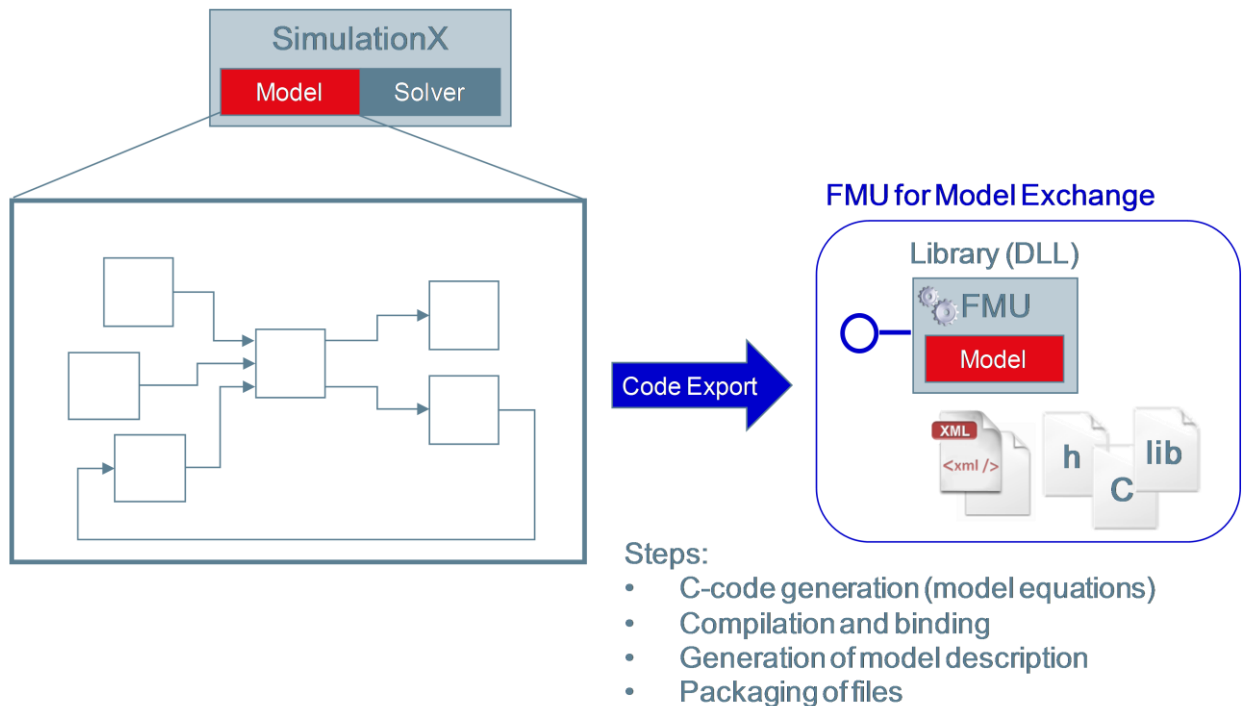 SimulationX
Model
Solver
FMU for Model Exchange
Library (DLL)
FMU
Model
Code Export
XML
<xml />
h
C
lib
Steps:
• C-code generation (model equations)
• Compilation and binding
• Generation of model description
• Packaging of files